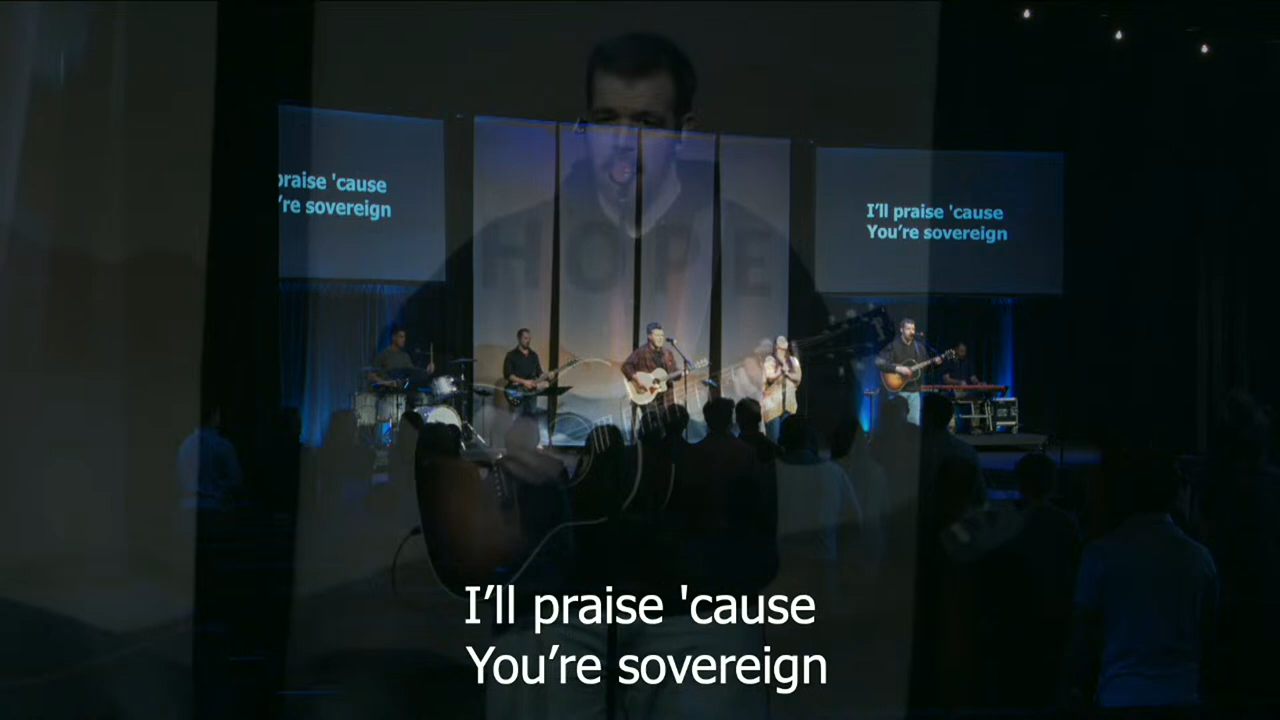 praise 'cause
're sovereign
I'll praise 'cause
You're sovereign
HOPE
I'll praise 'cause
You're sovereign